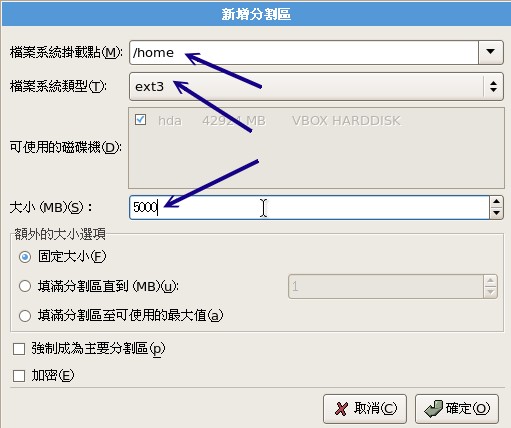 新增分割區
檔案系統掛載點(M): /home
檔案系統類型(T): ext3
可使用的磁碟機(D): hda 42924 MB VBOX HARDDISK
大小 (MB)(S)： 5000
額外的大小選項
固定大小(F)
填滿分割區直到 (MB)(u): 1
填滿分割區至可使用的最大值(a)
強制成為主要分割區(p)
加密(E)
取消(C) 確定(O)